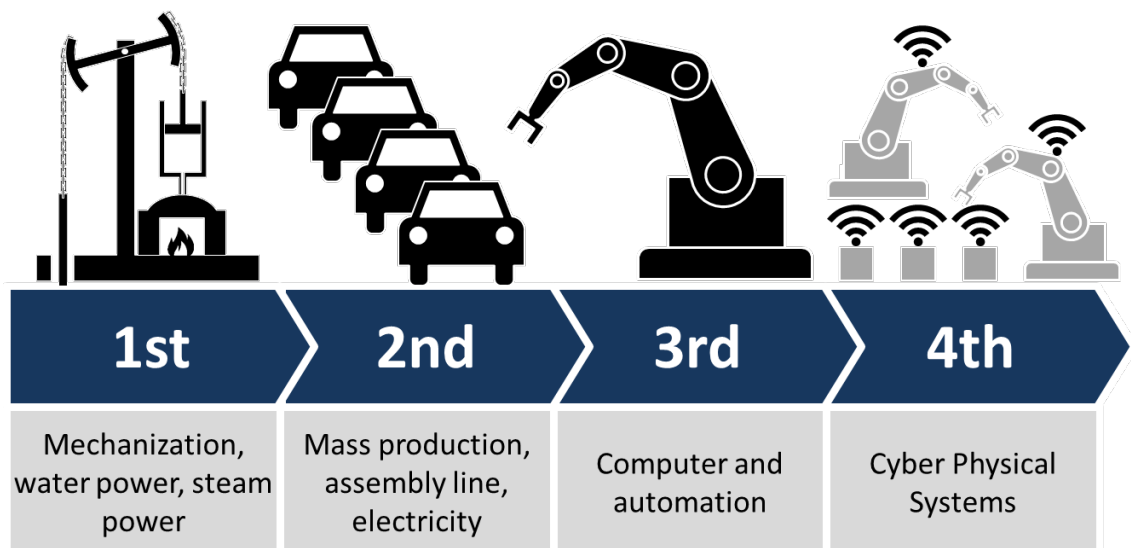 1st
2nd
3rd
4th
Mechanization,
water power, steam
power
Mass production,
assembly line,
electricity
Computer and
automation
Cyber Physical
Systems